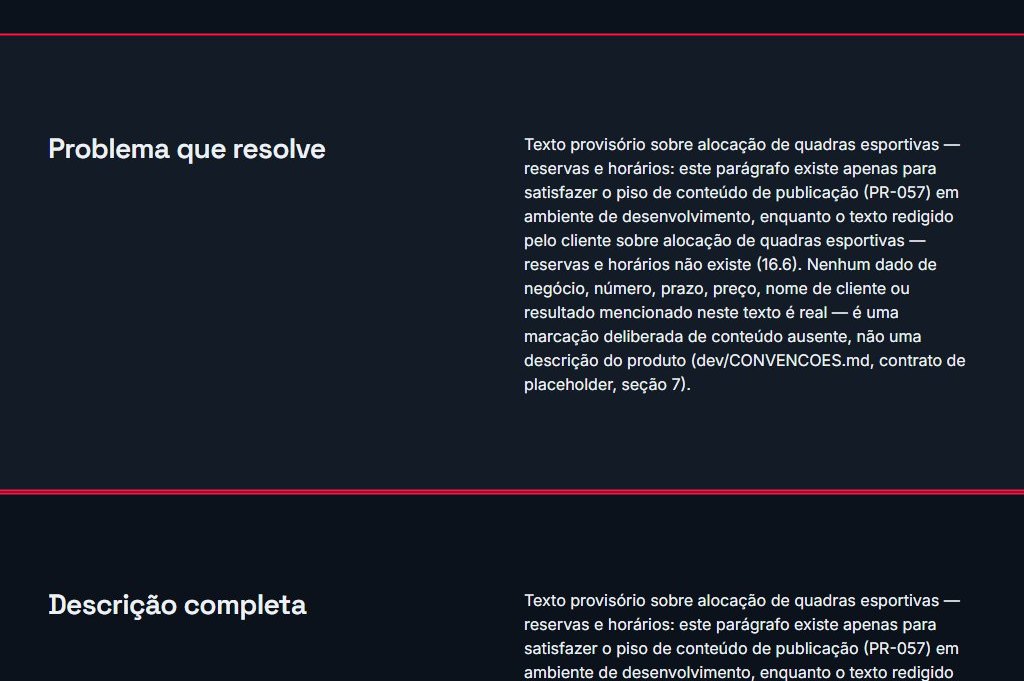 Problema que resolve
Texto provisório sobre alocação de quadras esportivas —
reservas e horários: este parágrafo existe apenas para
satisfazer o piso de conteúdo de publicação (PR-057) em
ambiente de desenvolvimento, enquanto o texto redigido
pelo cliente sobre alocação de quadras esportivas —
reservas e horários não existe (16.6). Nenhum dado de
negócio, número, prazo, preço, nome de cliente ou
resultado mencionado neste texto é real — é uma
marcação deliberada de conteúdo ausente, não uma
descrição do produto (dev/CONVENCOES.md, contrato de
placeholder, seção 7).
Descrição completa
Texto provisório sobre alocação de quadras esportivas —
reservas e horários: este parágrafo existe apenas para
satisfazer o piso de conteúdo de publicação (PR-057) em
ambiente de desenvolvimento, enquanto o texto redigido